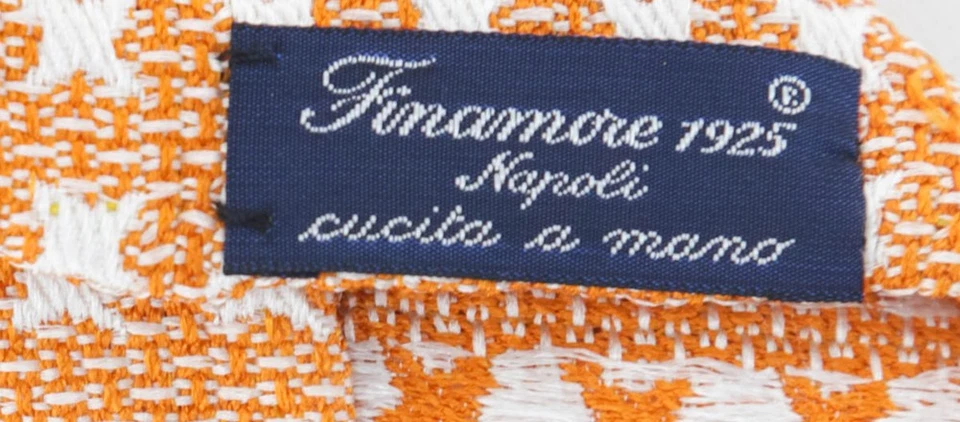 Finamore 1925®
Napoli
cucita a mano